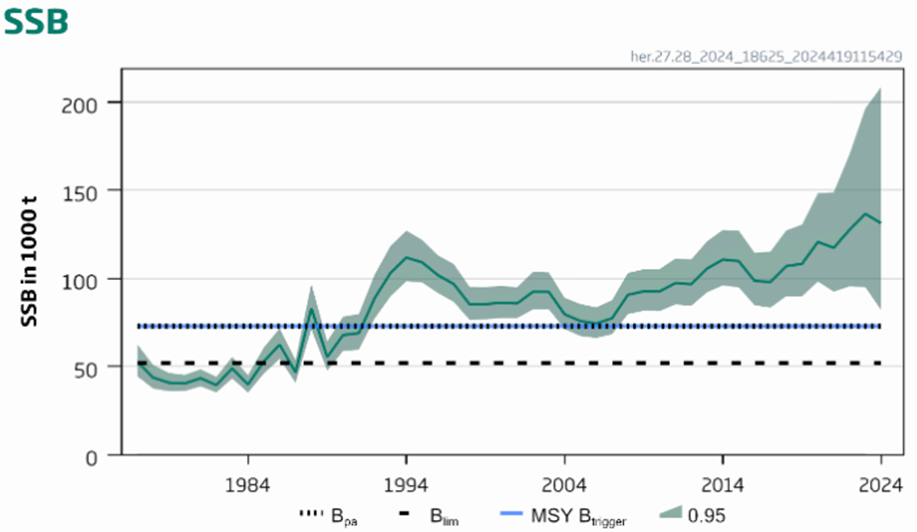 SSB
her.27.28_2024_18625_2024419115429
SSB in 1000 t
200
150
100
50
0
1984 1994 2004 2014 2024
Bpa Blim MSY Btrigger 0.95